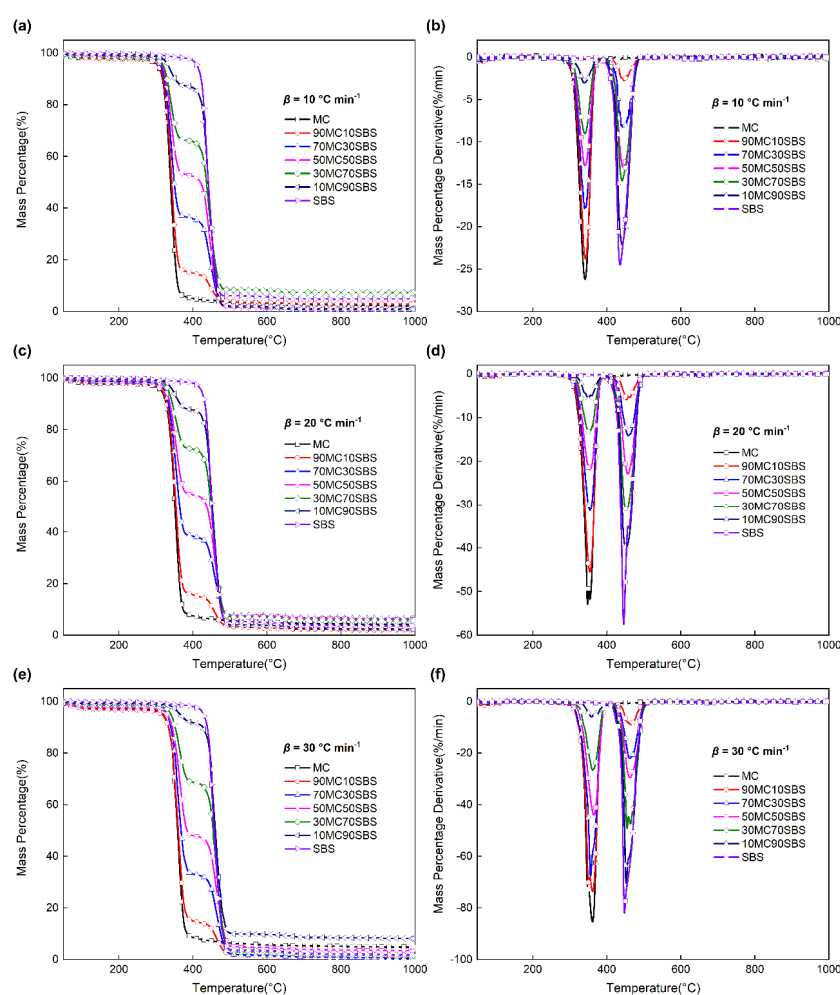 (a)
100
80
60
40
20
0
200
400
600
800
1000
Temperature(°C)
Mass Percentage(%)
β = 10 °C min⁻¹
MC
90MC10SBS
70MC30SBS
50MC50SBS
30MC70SBS
10MC90SBS
SBS
(b)
0
-5
-10
-15
-20
-25
-30
200
400
600
800
1000
Temperature(°C)
Mass Percentage Derivative(%/min)
β = 10 °C min⁻¹
MC
90MC10SBS
70MC30SBS
50MC50SBS
30MC70SBS
10MC90SBS
SBS
(c)
100
80
60
40
20
0
200
400
600
800
1000
Temperature(°C)
Mass Percentage(%)
β = 20 °C min⁻¹
MC
90MC10SBS
70MC30SBS
50MC50SBS
30MC70SBS
10MC90SBS
SBS
(d)
0
-10
-20
-30
-40
-50
-60
200
400
600
800
1000
Temperature(°C)
Mass Percentage Derivative(%/min)
β = 20 °C min⁻¹
MC
90MC10SBS
70MC30SBS
50MC50SBS
30MC70SBS
10MC90SBS
SBS
(e)
100
80
60
40
20
0
200
400
600
800
1000
Temperature(°C)
Mass Percentage(%)
β = 30 °C min⁻¹
MC
90MC10SBS
70MC30SBS
50MC50SBS
30MC70SBS
10MC90SBS
SBS
(f)
0
-20
-40
-60
-80
-100
200
400
600
800
1000
Temperature(°C)
Mass Percentage Derivative(%/min)
β = 30 °C min⁻¹
MC
90MC10SBS
70MC30SBS
50MC50SBS
30MC70SBS
10MC90SBS
SBS